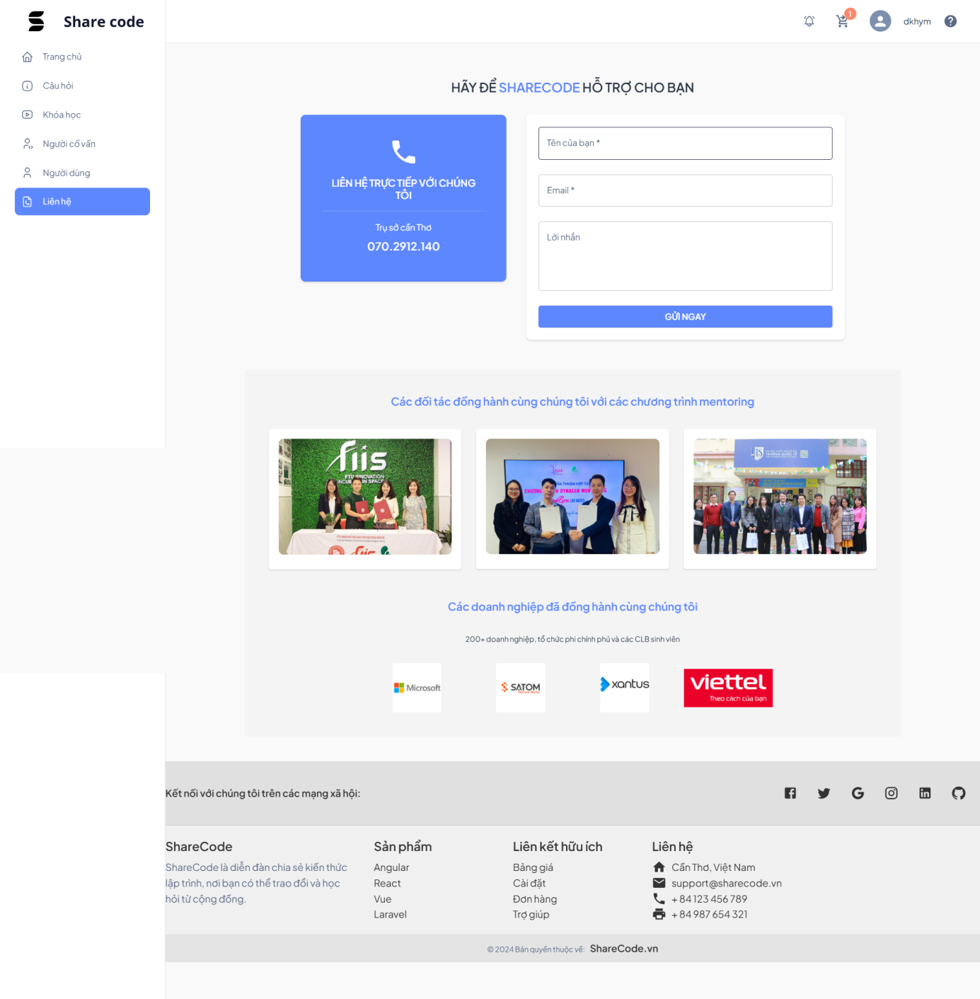 Share code
1
dkhym
Trang chủ
Câu hỏi
Khóa học
Người cố vấn
Người dùng
Liên hệ
HÃY ĐỂ SHARECODE HỖ TRỢ CHO BẠN
LIÊN HỆ TRỰC TIẾP VỚI CHÚNG
TÔI
Trụ sở cần Thơ
070.2912.140
Tên của bạn *
Email *
Lời nhắn
GỬI NGAY
Các đối tác đồng hành cùng chúng tôi với các chương trình mentoring
fiis
FTU INNOVATION
INCUBATION SPACE
TRƯỜNG QUỐC TẾ
Các doanh nghiệp đã đồng hành cùng chúng tôi
200+ doanh nghiệp, tổ chức phi chính phủ và các CLB sinh viên
Microsoft
SATOM
xantus
viettel
Theo cách của bạn
Kết nối với chúng tôi trên các mạng xã hội:
ShareCode
ShareCode là diễn đàn chia sẻ kiến thức
lập trình, nơi bạn có thể trao đổi và học
hỏi từ cộng đồng.
Sản phẩm
Angular
React
Vue
Laravel
Liên kết hữu ích
Bảng giá
Cài đặt
Đơn hàng
Trợ giúp
Liên hệ
Cần Thơ, Việt Nam
support@sharecode.vn
+ 84 123 456 789
+ 84 987 654 321
© 2024 Bản quyền thuộc về: ShareCode.vn